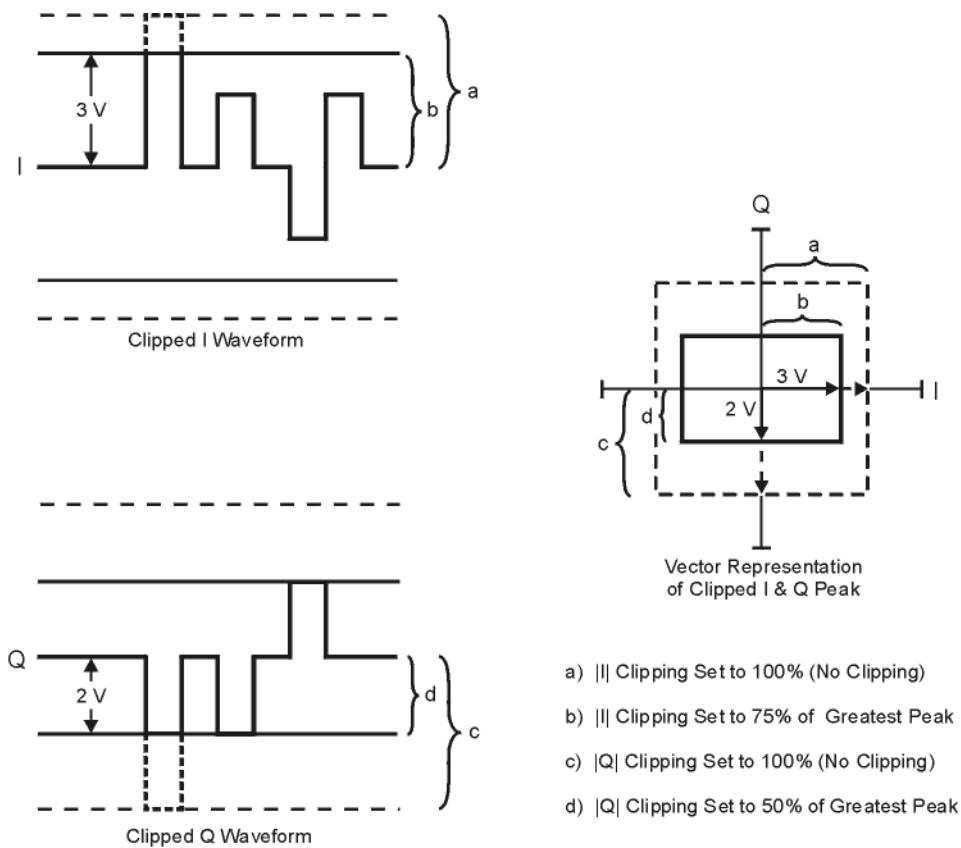 3 V
b
a
I
Clipped I Waveform
Q
a
b
3 V
I
2 V
d
c
Vector Representation
of Clipped I & Q Peak
Q
2 V
d
c
Clipped Q Waveform
a) |I| Clipping Set to 100% (No Clipping)
b) |I| Clipping Set to 75% of Greatest Peak
c) |Q| Clipping Set to 100% (No Clipping)
d) |Q| Clipping Set to 50% of Greatest Peak